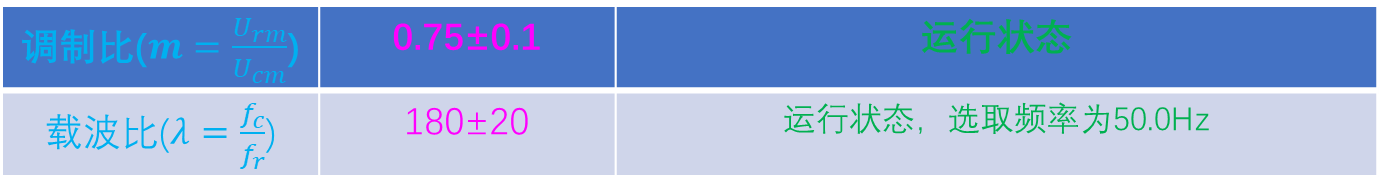 调制比(m = U_rm/U_cm) 0.75±0.1 运行状态
载波比(λ = f_c/f_r) 180±20 运行状态，选取频率为50.0Hz